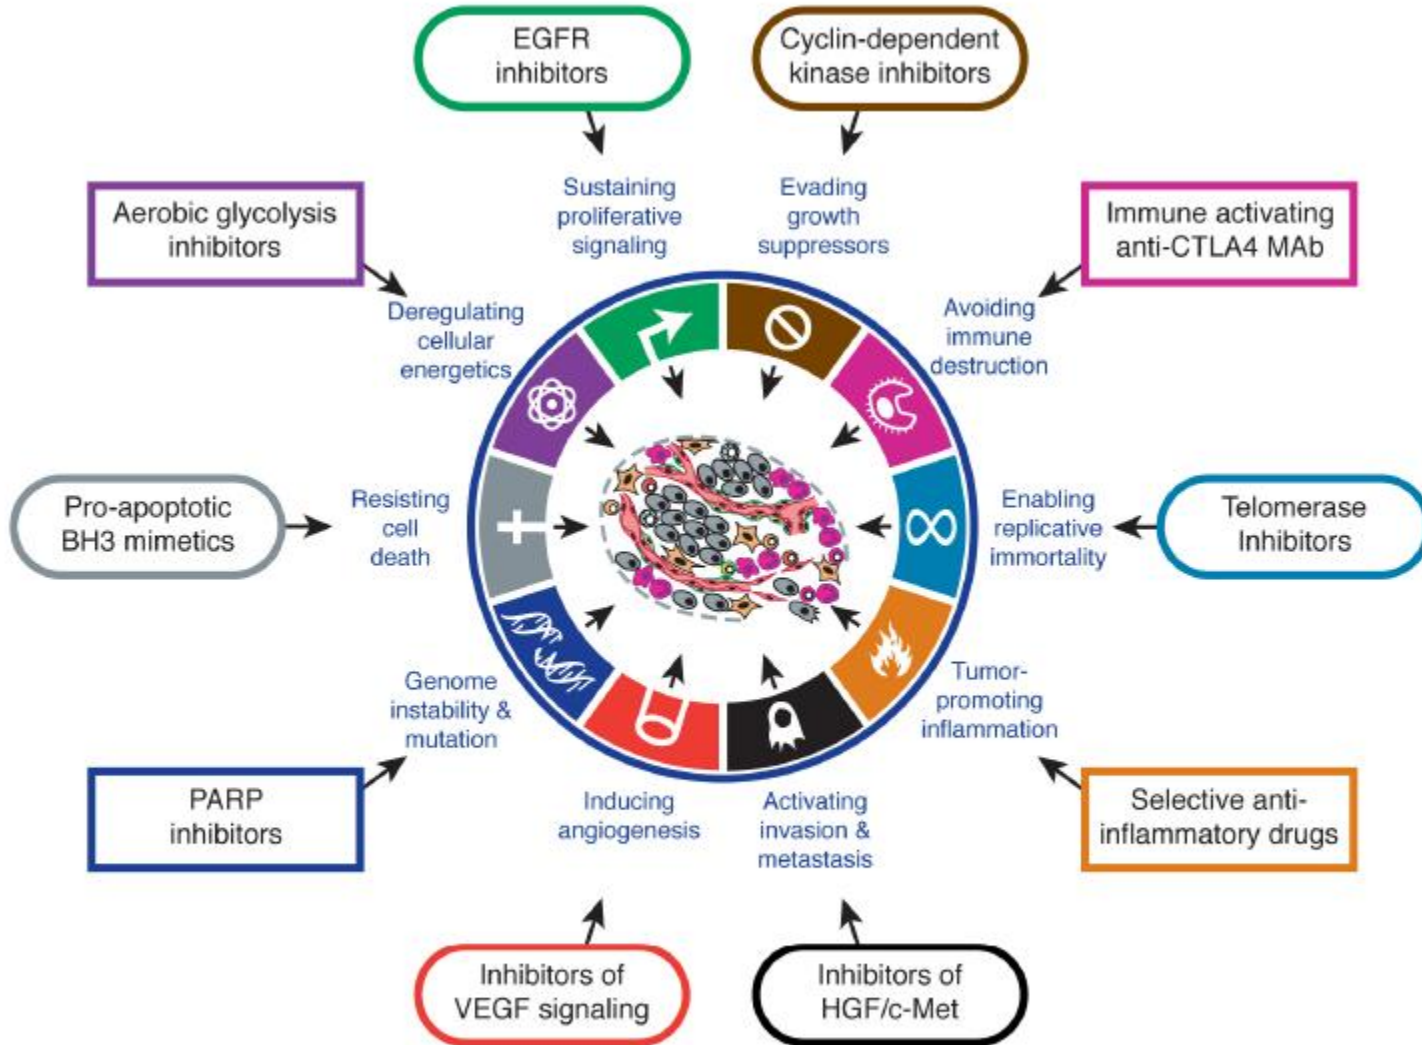 EGFR
inhibitors
Cyclin-dependent
kinase inhibitors
Sustaining
proliferative
signaling
Evading
growth
suppressors
Aerobic glycolysis
inhibitors
Immune activating
anti-CTLA4 MAb
Deregulating
cellular
energetics
Avoiding
immune
destruction
Pro-apoptotic
BH3 mimetics
Resisting
cell
death
Enabling
replicative
immortality
Telomerase
Inhibitors
Genome
instability &
mutation
Tumor-
promoting
inflammation
PARP
inhibitors
Inducing
angiogenesis
Activating
invasion &
metastasis
Selective anti-
inflammatory drugs
Inhibitors of
VEGF signaling
Inhibitors of
HGF/c-Met